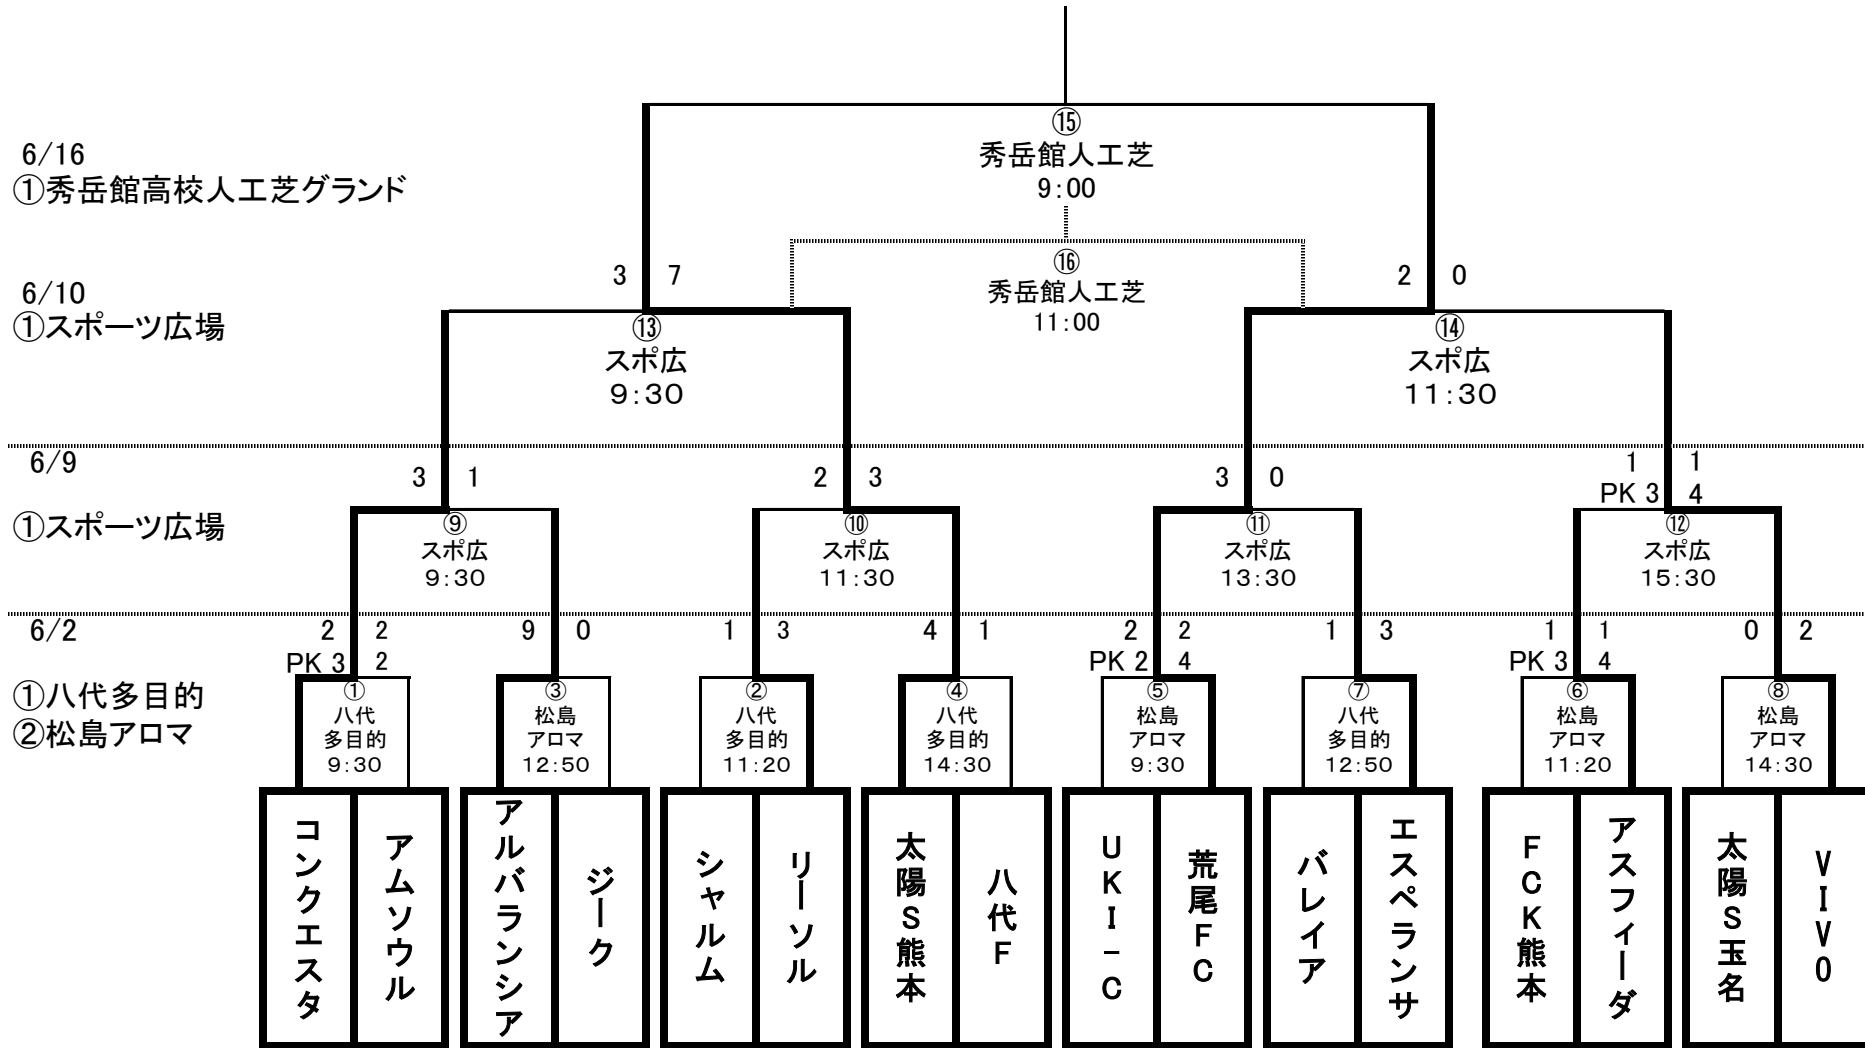 ⑮
秀岳館人工芝
9:00
6/16
①秀岳館高校人工芝グランド
⑯
秀岳館人工芝
11:00
3 7
2 0
6/10
①スポーツ広場
⑬
スポ広
9:30
⑭
スポ広
11:30
6/9
①スポーツ広場
3 1
2 3
3 0
1 1
PK 3 4
⑨
スポ広
9:30
⑩
スポ広
11:30
⑪
スポ広
13:30
⑫
スポ広
15:30
6/2
①八代多目的
②松島アロマ
2 2
PK 3 2
9 0
1 3
4 1
2 2
PK 2 4
1 3
1 1
PK 3 4
0 2
①
八代
多目的
9:30
③
松島
アロマ
12:50
②
八代
多目的
11:20
④
八代
多目的
14:30
⑤
松島
アロマ
9:30
⑦
八代
多目的
12:50
⑥
松島
アロマ
11:20
⑧
松島
アロマ
14:30
コンクエスタ
アムソウル
アルバランシア
ジーク
シャルム
リーソル
太陽S熊本
八代F
UKI-C
荒尾FC
バレイア
エスペランサ
FCK熊本
アスフィーダ
太陽S玉名
VIVO